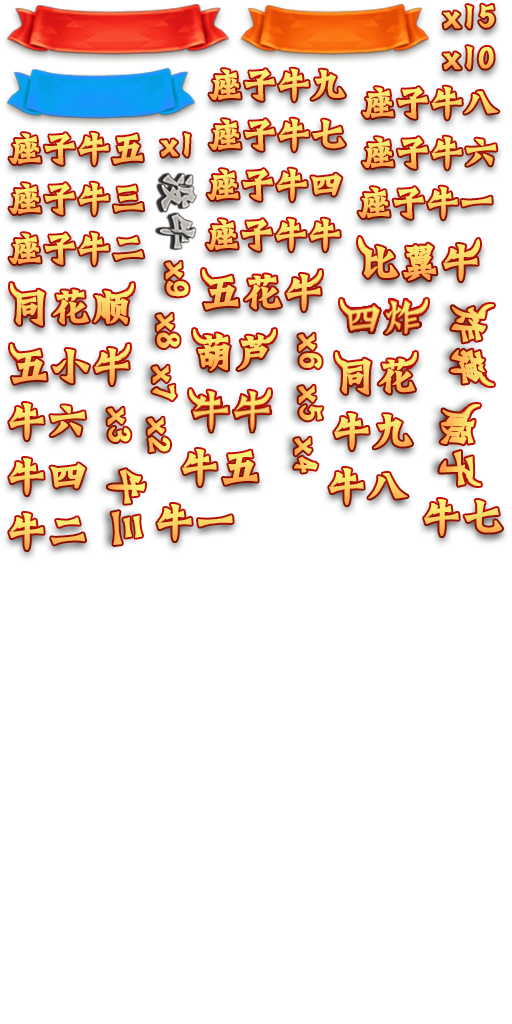 x15
x10
座子牛九
座子牛八
座子牛五
x1
座子牛七
座子牛六
座子牛三
没牛
座子牛四
座子牛一
座子牛二
座子牛牛
比翼牛
x9
五花牛
同花顺
四炸
炸弹
x8
葫芦
x6
五小牛
x7
同花
牛牛
x5
牛六
x3
x2
牛九
x4
顺子
牛四
牛五
牛八
牛三
牛二
牛一
牛七